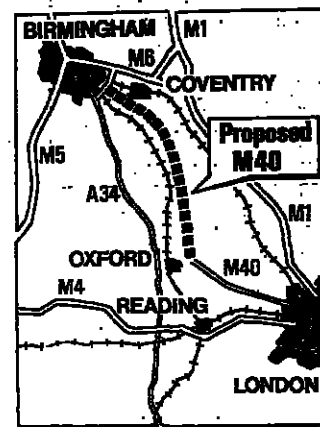 BIRMINGHAM
M1
M6
COVENTRY
Proposed
M40
M5
A34
M1
OXFORD
M40
M4
READING
LONDON